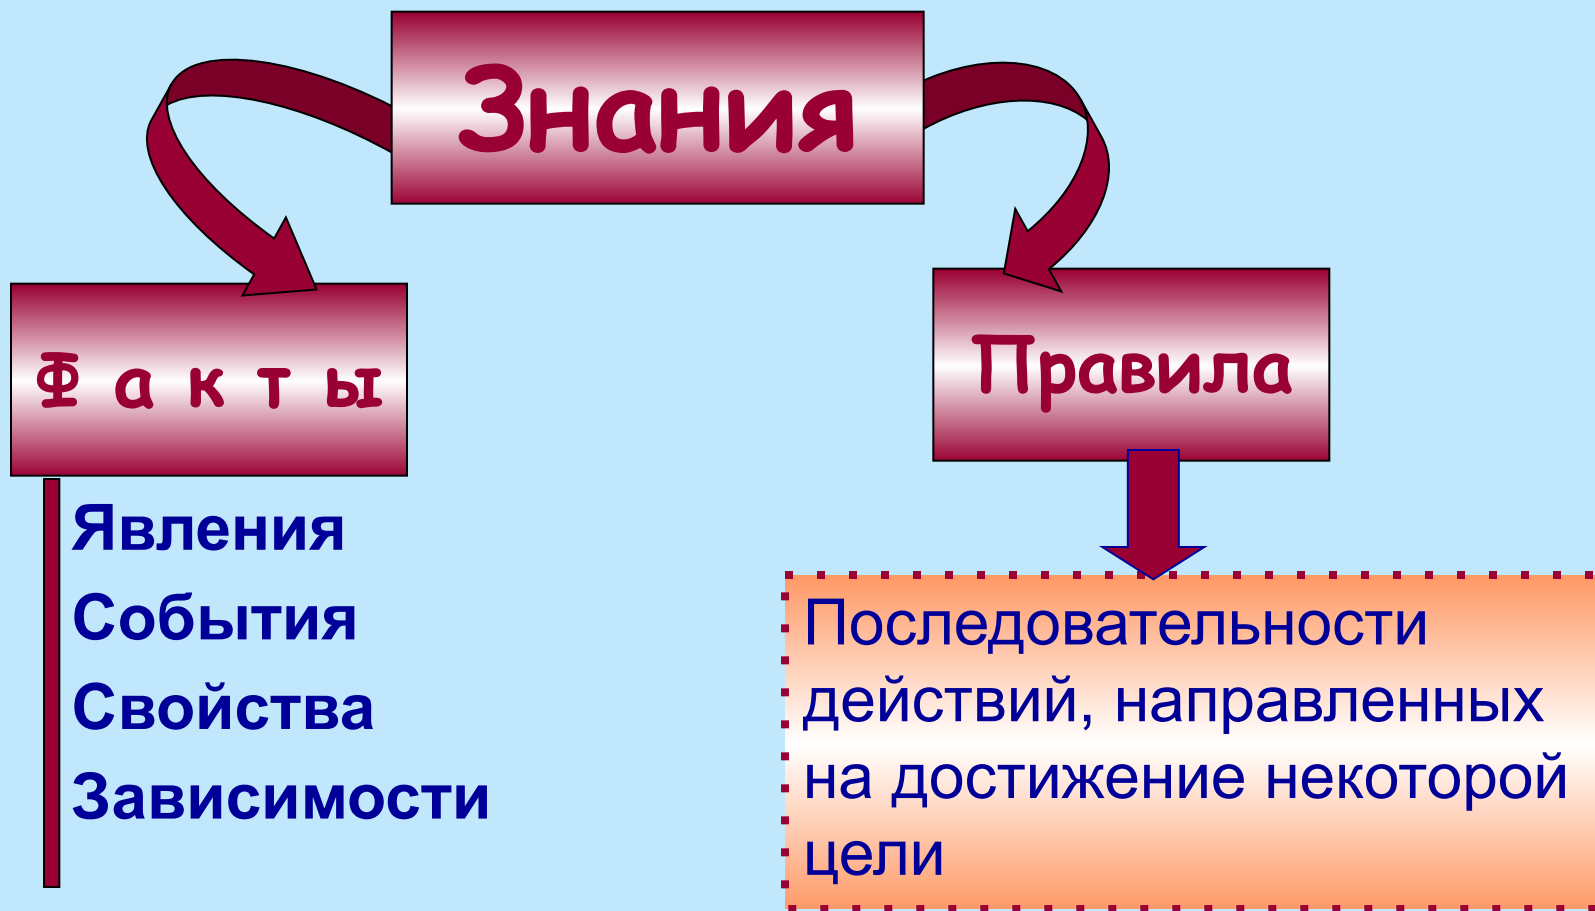 Знания
Ф а к т ы
Явления
События
Свойства
Зависимости
Правила
Последовательности
действий, направленных
на достижение некоторой
цели